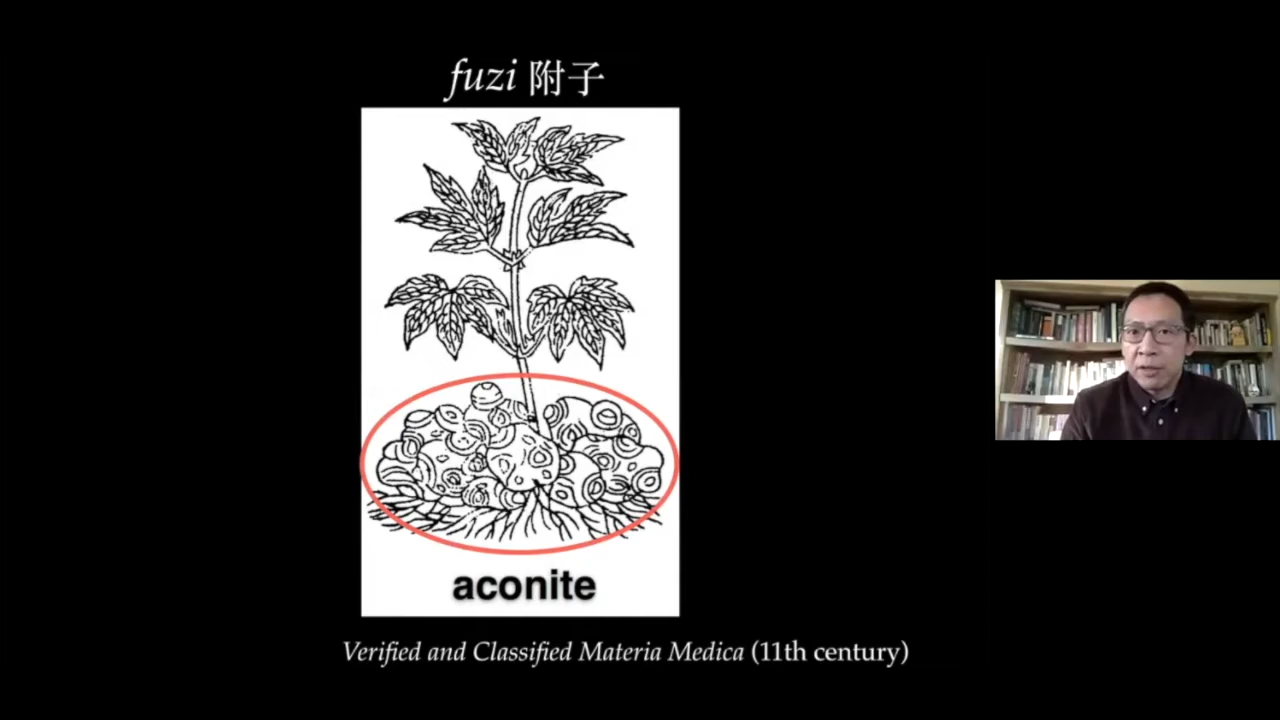 fuzi 附子
aconite
Verified and Classified Materia Medica (11th century)